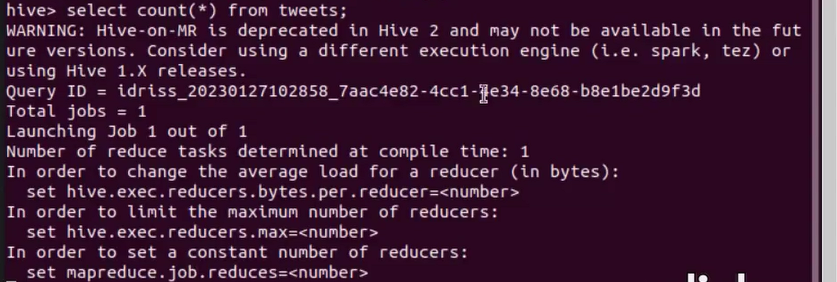 hive> select count(*) from tweets;
WARNING: Hive-on-MR is deprecated in Hive 2 and may not be available in the fut
ure versions. Consider using a different execution engine (i.e. spark, tez) or
using Hive 1.X releases.
Query ID = idriss_20230127102858_7aac4e82-4cc1- e34-8e68-b8e1be2d9f3d
Total jobs = 1
Launching Job 1 out of 1
Number of reduce tasks determined at compile time: 1
In order to change the average load for a reducer (in bytes):
  set hive.exec.reducers.bytes.per.reducer=<number>
In order to limit the maximum number of reducers:
  set hive.exec.reducers.max=<number>
In order to set a constant number of reducers:
  set mapreduce.job.reduces=<number>